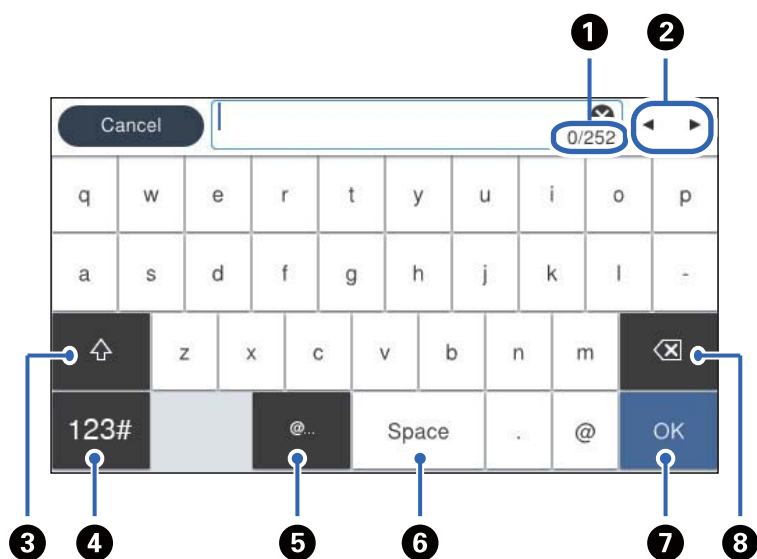 1 2
Cancel
0/252 ◄ ►
q w e r t y u i o p
a s d f g h j k l -
z x c v b n m
123# @... Space . @ OK
3 4 5 6 7 8